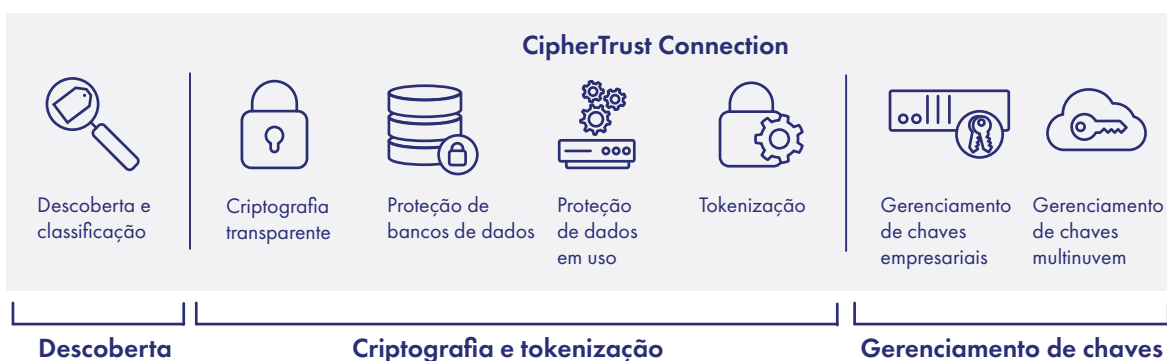 CipherTrust Connection
Descoberta e
classificação
Criptografia
transparente
Proteção de
bancos de dados
Proteção
de dados
em uso
Tokenização
Gerenciamento
de chaves
empresariais
Gerenciamento
de chaves
multinuvem
Descoberta
Criptografia e tokenização
Gerenciamento de chaves